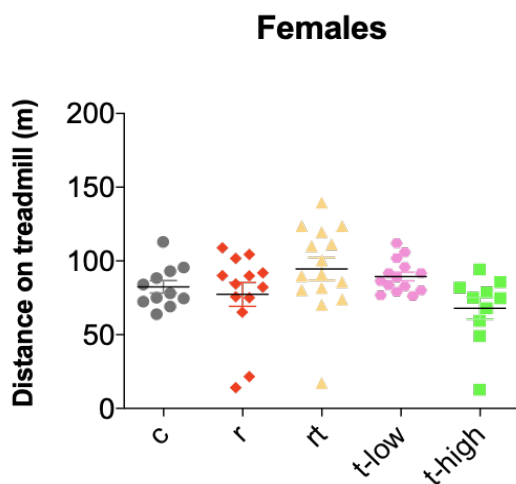 Females
Distance on treadmill (m)
200
150
100
50
0
c
r
rt
t-low
t-high